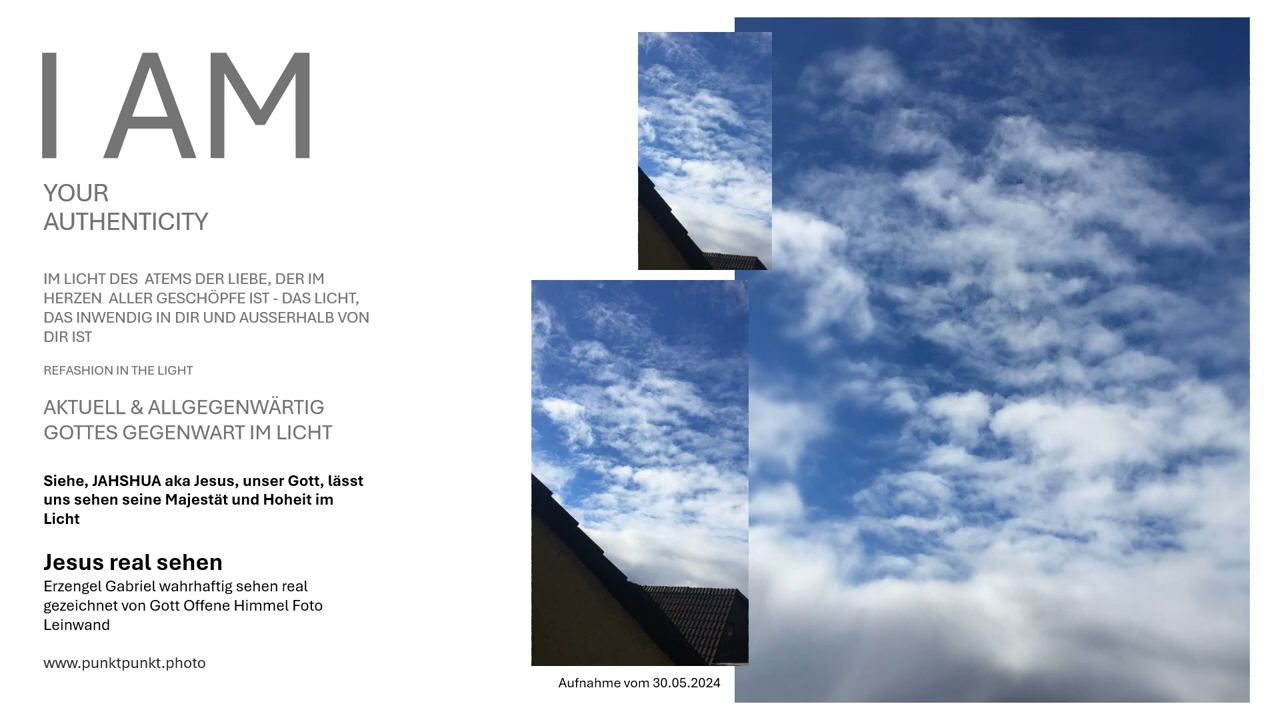 I AM
YOUR
AUTHENTICITY
IM LICHT DES  ATEMS DER LIEBE, DER IM
HERZEN  ALLER GESCHÖPFE IST - DAS LICHT,
DAS INWENDIG IN DIR UND AUSSERHALB VON
DIR IST
REFASHION IN THE LIGHT
AKTUELL & ALLGEGENWÄRTIG
GOTTES GEGENWART IM LICHT
Siehe, JAHSHUA aka Jesus, unser Gott, lässt
uns sehen seine Majestät und Hoheit im
Licht
Jesus real sehen
Erzengel Gabriel wahrhaftig sehen real
gezeichnet von Gott Offene Himmel Foto
Leinwand
www.punktpunkt.photo
Aufnahme vom 30.05.2024